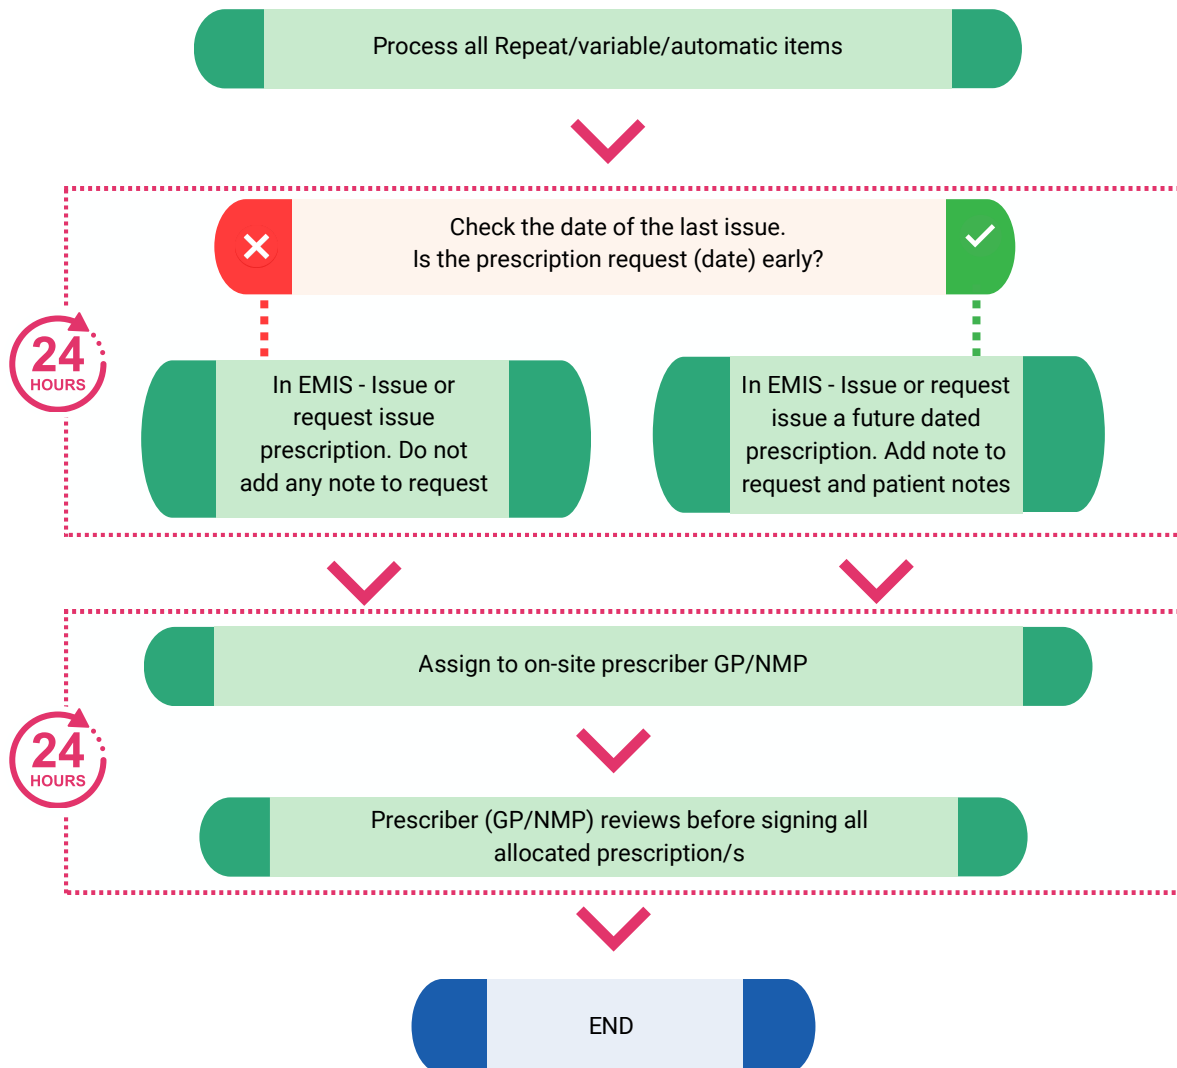 Process all Repeat/variable/automatic items
Check the date of the last issue.
Is the prescription request (date) early?
24
HOURS
In EMIS - Issue or
request issue
prescription. Do not
add any note to request
In EMIS - Issue or request
issue a future dated
prescription. Add note to
request and patient notes
Assign to on-site prescriber GP/NMP
24
HOURS
Prescriber (GP/NMP) reviews before signing all
allocated prescription/s
END